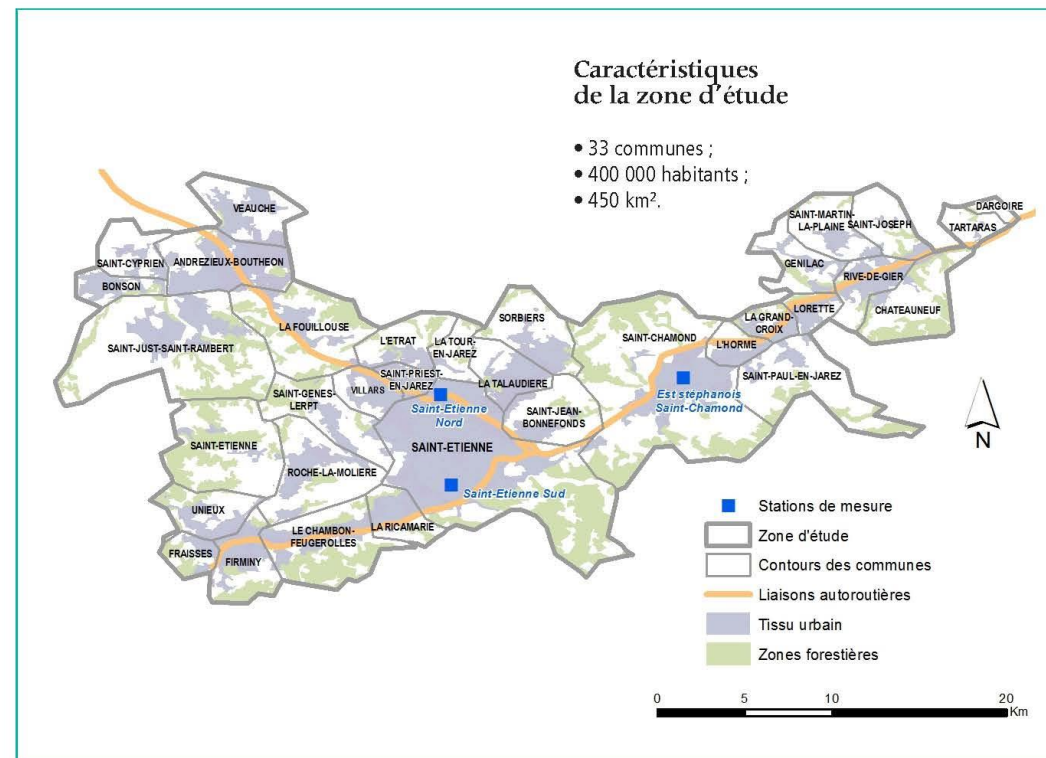 Caractéristiques
de la zone d'étude
• 33 communes ;
• 400 000 habitants ;
• 450 km².
VEAUCHE
SAINT-CYPRIEN
ANDREZIEUX-BOUTHEON
BONSON
SAINT-JUST-SAINT-RAMBERT
LA FOUILLOUSE
L'ETRAT
LA TOUR-
EN-JAREZ
SORBIERS
SAINT-PRIEST-
EN-JAREZ
VILLARS
SAINT-GENES-
LERPT
LA TALAUDIERE
Saint-Etienne
Nord
SAINT-JEAN-
BONNEFONDS
SAINT-ETIENNE
SAINT-ETIENNE
ROCHE-LA-MOLIERE
Saint-Etienne Sud
UNIEUX
LA RICAMARIE
LE CHAMBON-
FEUGEROLLES
FRAISSES
FIRMINY
SAINT-CHAMOND
Est stéphanois
Saint-Chamond
L'HORME
LA GRAND-
CROIX
LORETTE
SAINT-PAUL-EN-JAREZ
SAINT-MARTIN-
LA-PLAINE
SAINT-JOSEPH
GENILAC
RIVE-DE-GIER
CHATEAUNEUF
DARGOIRE
TARTARAS
N
Stations de mesure
Zone d'étude
Contours des communes
Liaisons autoroutières
Tissu urbain
Zones forestières
0 5 10 20
Km